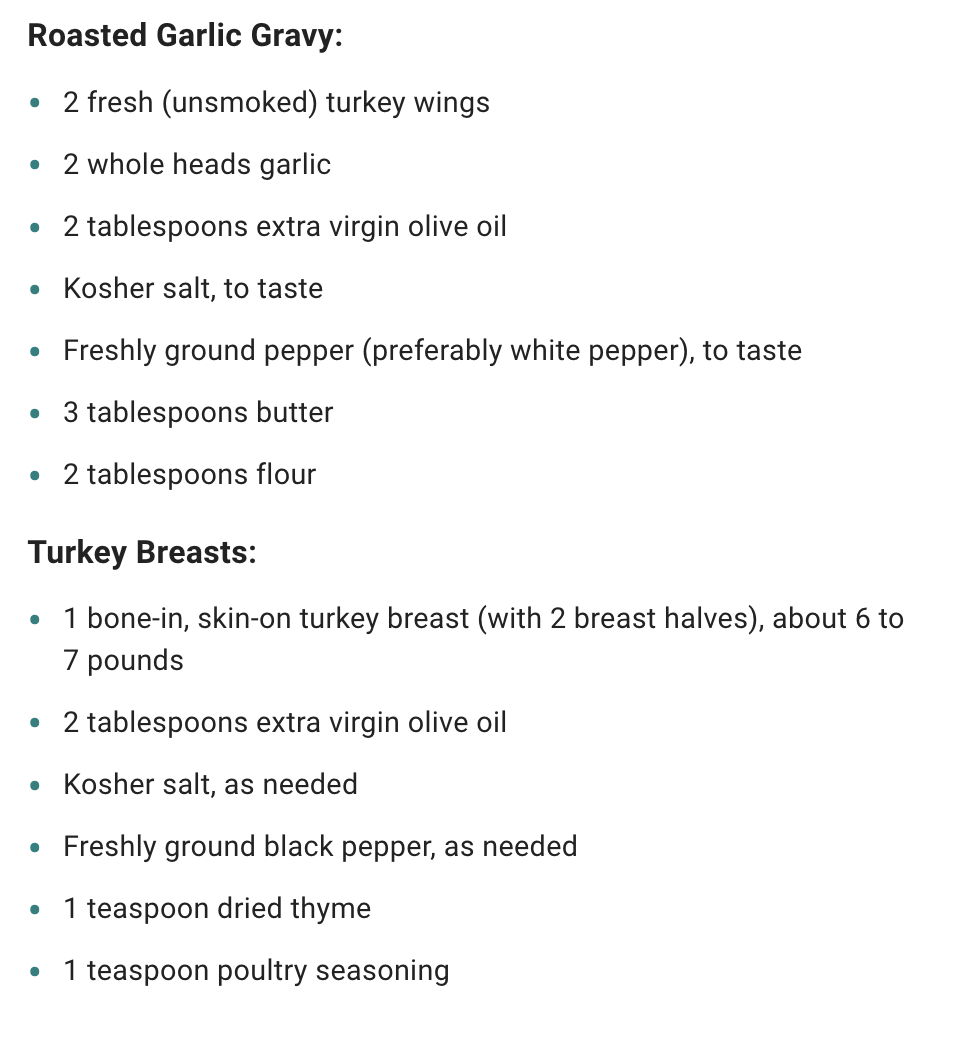 Roasted Garlic Gravy:
• 2 fresh (unsmoked) turkey wings
• 2 whole heads garlic
• 2 tablespoons extra virgin olive oil
• Kosher salt, to taste
• Freshly ground pepper (preferably white pepper), to taste
• 3 tablespoons butter
• 2 tablespoons flour
Turkey Breasts:
• 1 bone-in, skin-on turkey breast (with 2 breast halves), about 6 to
7 pounds
• 2 tablespoons extra virgin olive oil
• Kosher salt, as needed
• Freshly ground black pepper, as needed
• 1 teaspoon dried thyme
• 1 teaspoon poultry seasoning